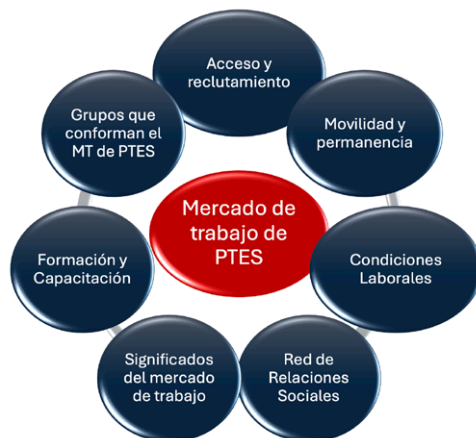 Acceso y
reclutamiento
Movilidad y
permanencia
Condiciones
Laborales
Red de
Relaciones
Sociales
Significados
del mercado
de trabajo
Formación y
Capacitación
Grupos que
conforman el
MT de PTES
Mercado de
trabajo de
PTES